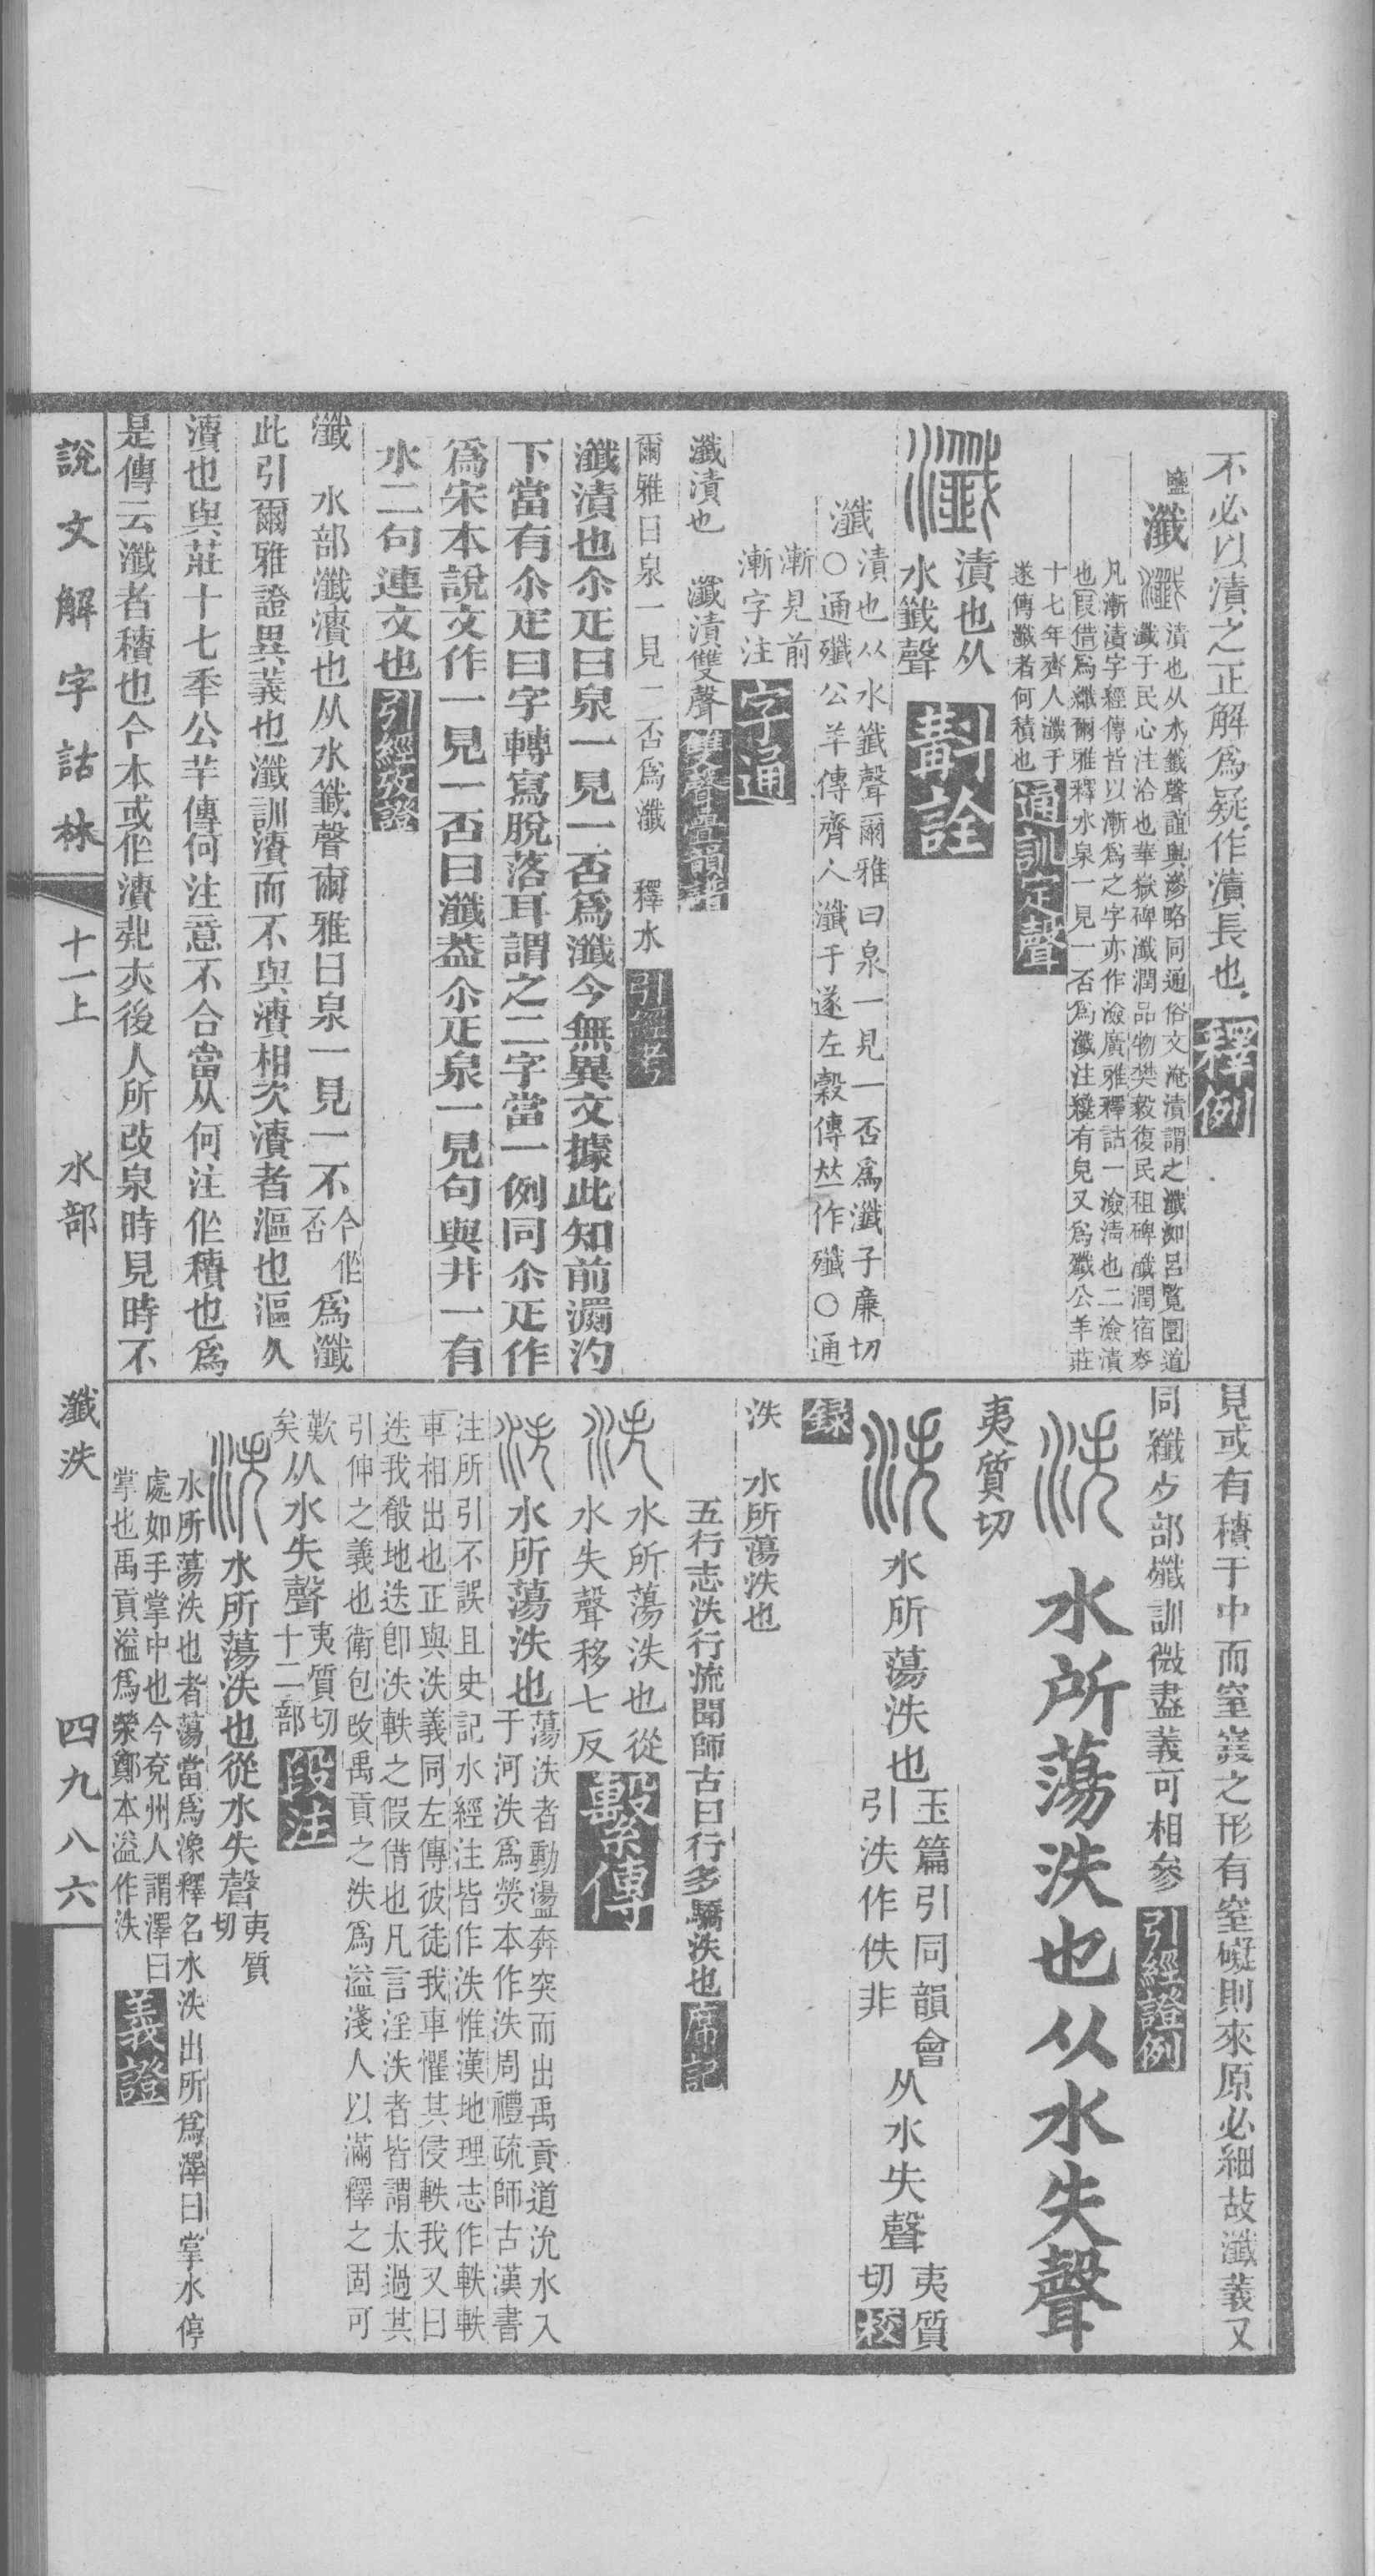 不必以漬之正解爲疑作漬長也釋例
鹽
瀸 漬也从水韱聲誼與滲略同通俗文淹漬謂之瀸洳呂覽圜道
瀸于民心注洽也華嶽碑瀸潤品物樊毅復民租碑瀸潤宿麥
凡漸漬字經傳皆以漸爲之字亦作瀐廣雅釋詁一瀐淸也二瀐漬
也叚借爲纖爾雅釋水泉一見一否爲瀸注纔有皃又爲殲公羊莊
十七年齊人瀸于
遂傳瀸者何積也通訓定聲
漬也从
水韱聲斠詮
瀸 漬也从水韱聲爾雅曰泉一見一否爲瀸子廉切
○通殲公羊傳齊人瀸于遂左穀傳竝作殲○通
漸見前
漸字注字通
瀸漬也 瀸漬雙聲雙聲疊韻譜
爾雅曰泉一見一否爲瀸 釋水引經考
瀸漬也尒疋曰泉一見一否爲瀸今無異文據此知前濁汋
下當有尒疋曰字轉寫脫落耳謂之二字當一例同尒疋作
爲宋本說文作一見一否曰瀸葢尒疋泉一見句與井一有
水二句連文也引經攷證
瀸 水部瀸瀆也从水韱聲爾雅曰泉一見一不今作否爲瀸
此引爾雅證異義也瀸訓瀆而不與瀆相次瀆者漚也漚久
瀆也與莊十七秊公羊傳何注意不合當从何注作積也爲
是傳云瀸者積也今本或作瀆葢後人所改泉時見時不
見或有積于中而窒之形有窒礙則來原必細故瀸義又
同纖歺部殲訓微盡義可相參引經證例
水所蕩泆也从水失聲
夷質切
水所蕩泆也玉篇引同韻會
引泆作佚非从水失聲夷質
切校
錄
泆 水所蕩泆也
五行志泆行流聞師古曰行多驕泆也席記
水所蕩泆也從
水失聲移七反繫傳
水所蕩泆也蕩泆者動盪奔突而出禹貢道沇水入
于河泆爲熒本作泆周禮疏師古漢書
注所引不誤且史記水經注皆作泆惟漢地理志作軼軼
車相出也正與泆義同左傳彼徒我車懼其侵軼我又曰
迭我殽地迭卽泆軼之假借也凡言淫泆者皆謂太過其
引伸之義也衛包改禹貢之泆爲溢淺人以滿釋之固可
歎
矣从水失聲夷質切
十二部段注
水所蕩泆也從水失聲夷質
切
水所蕩泆也者蕩當爲潒釋名水泆出所爲澤曰掌水停
處如手掌中也今兗州人謂澤曰
掌也禹貢溢爲滎鄭本溢作泆義證
說文解字詁林 十一上 水部 瀸泆 四九八六